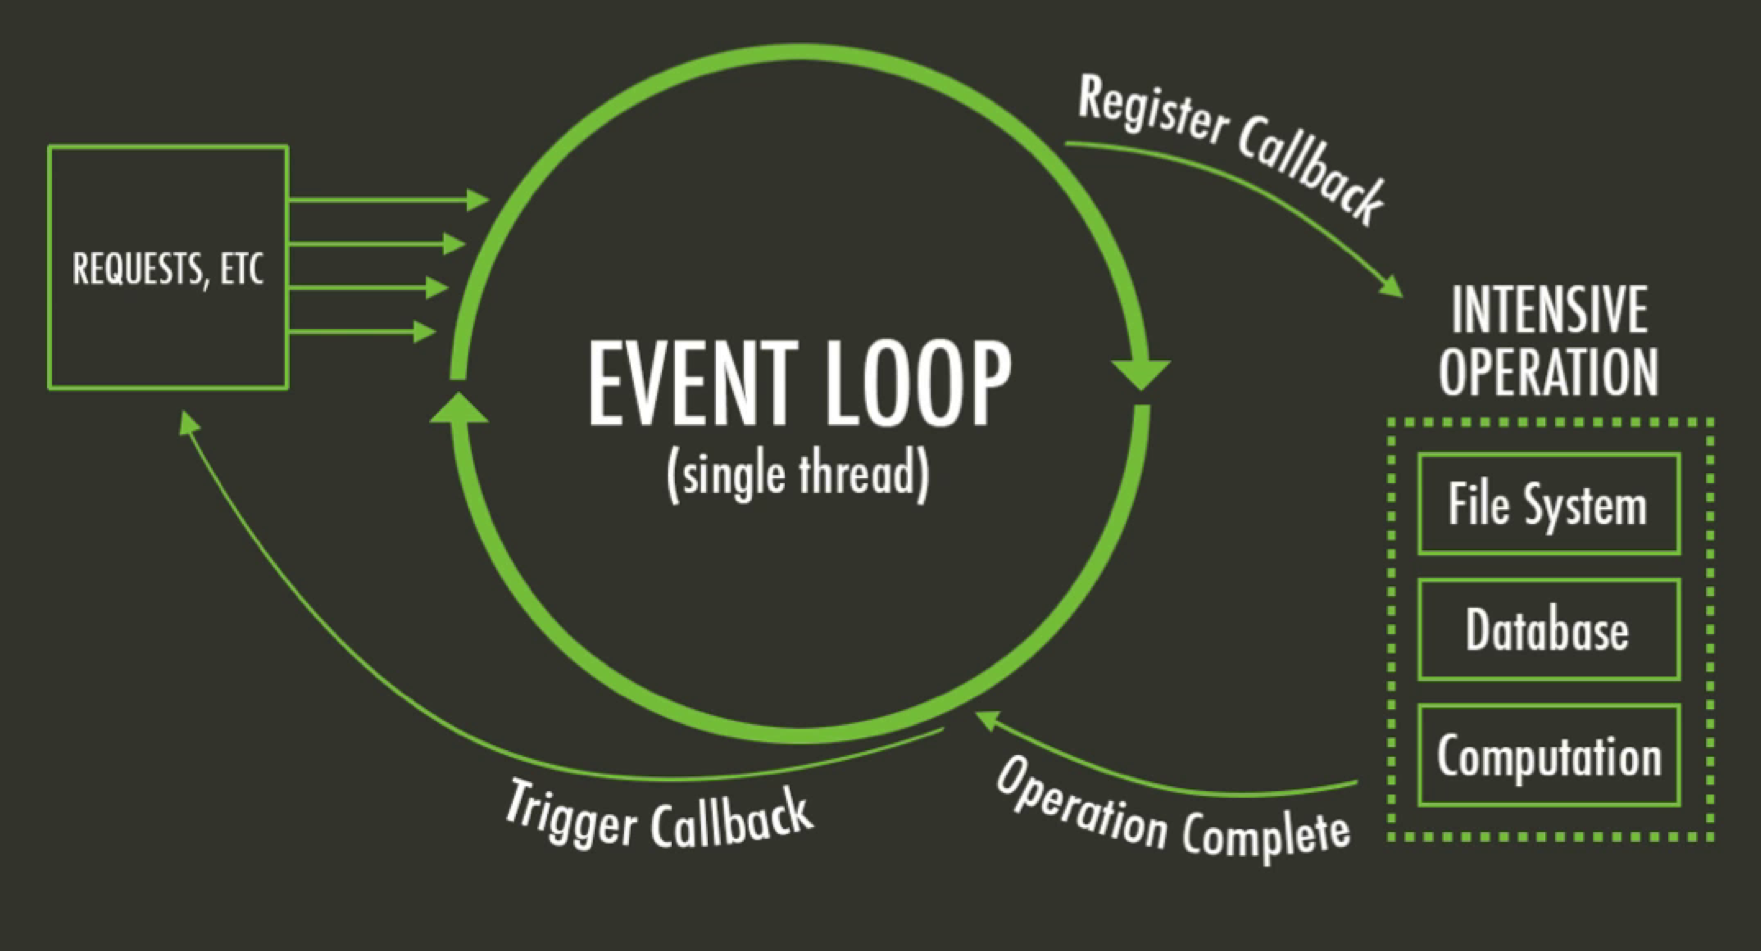 REQUESTS, ETC
EVENT LOOP
(single thread)
Register Callback
INTENSIVE
OPERATION
File System
Database
Computation
Operation Complete
Trigger Callback